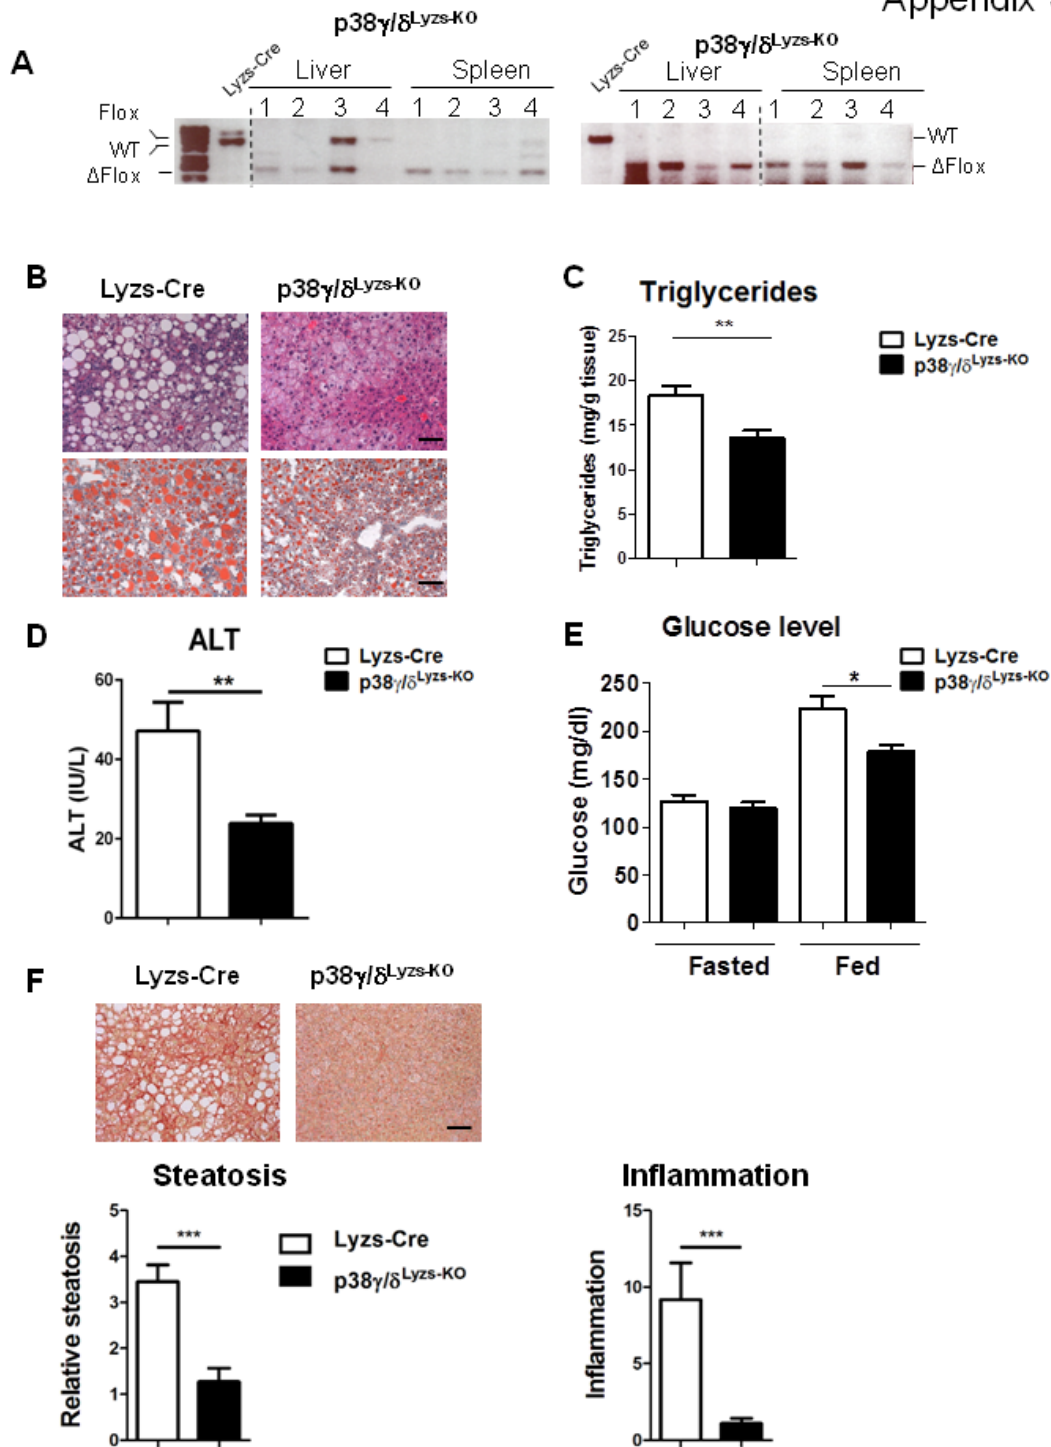 Appendix
A
p38γ/δLyzs-KO
Lyzs-Cre
Liver
Spleen
1 2 3 4 1 2 3 4
Flox
WT
ΔFlox
p38γ/δLyzs-KO
Lyzs-Cre
Liver
Spleen
1 2 3 4 1 2 3 4
WT
ΔFlox
B
Lyzs-Cre
p38γ/δLyzs-KO
C
Triglycerides
Triglycerides (mg/g tissue)
25
20
15
10
5
0
**
Lyzs-Cre
p38γ/δLyzs-KO
D
ALT
ALT (IU/L)
60
40
20
0
**
Lyzs-Cre
p38γ/δLyzs-KO
E
Glucose level
Glucose (mg/dl)
250
200
150
100
50
0
*
Lyzs-Cre
p38γ/δLyzs-KO
Fasted
Fed
F
Lyzs-Cre
p38γ/δLyzs-KO
Steatosis
Relative steatosis
5
4
3
2
1
0
***
Lyzs-Cre
p38γ/δLyzs-KO
Inflammation
Inflammation
15
10
5
0
***